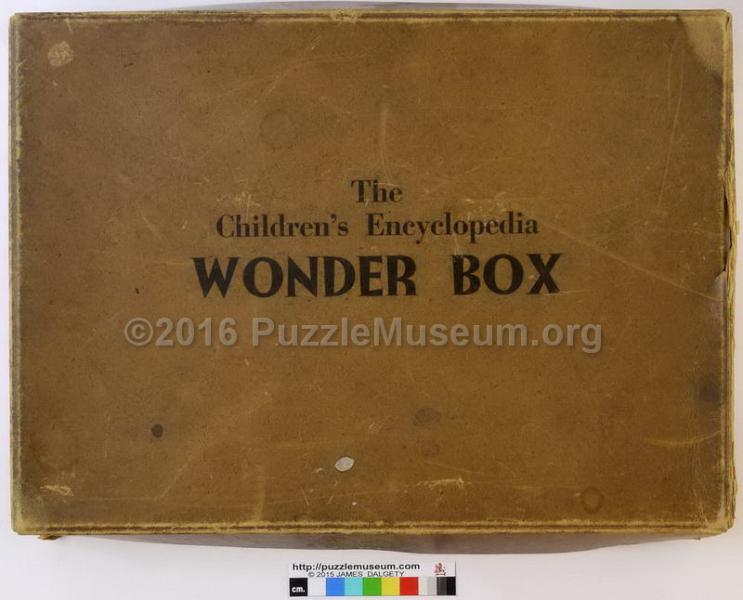 The
Children's Encyclopedia
WONDER BOX
©2016 PuzzleMuseum.org
http://puzzlemuseum.com
© 2015 JAMES DALGETY
cm.